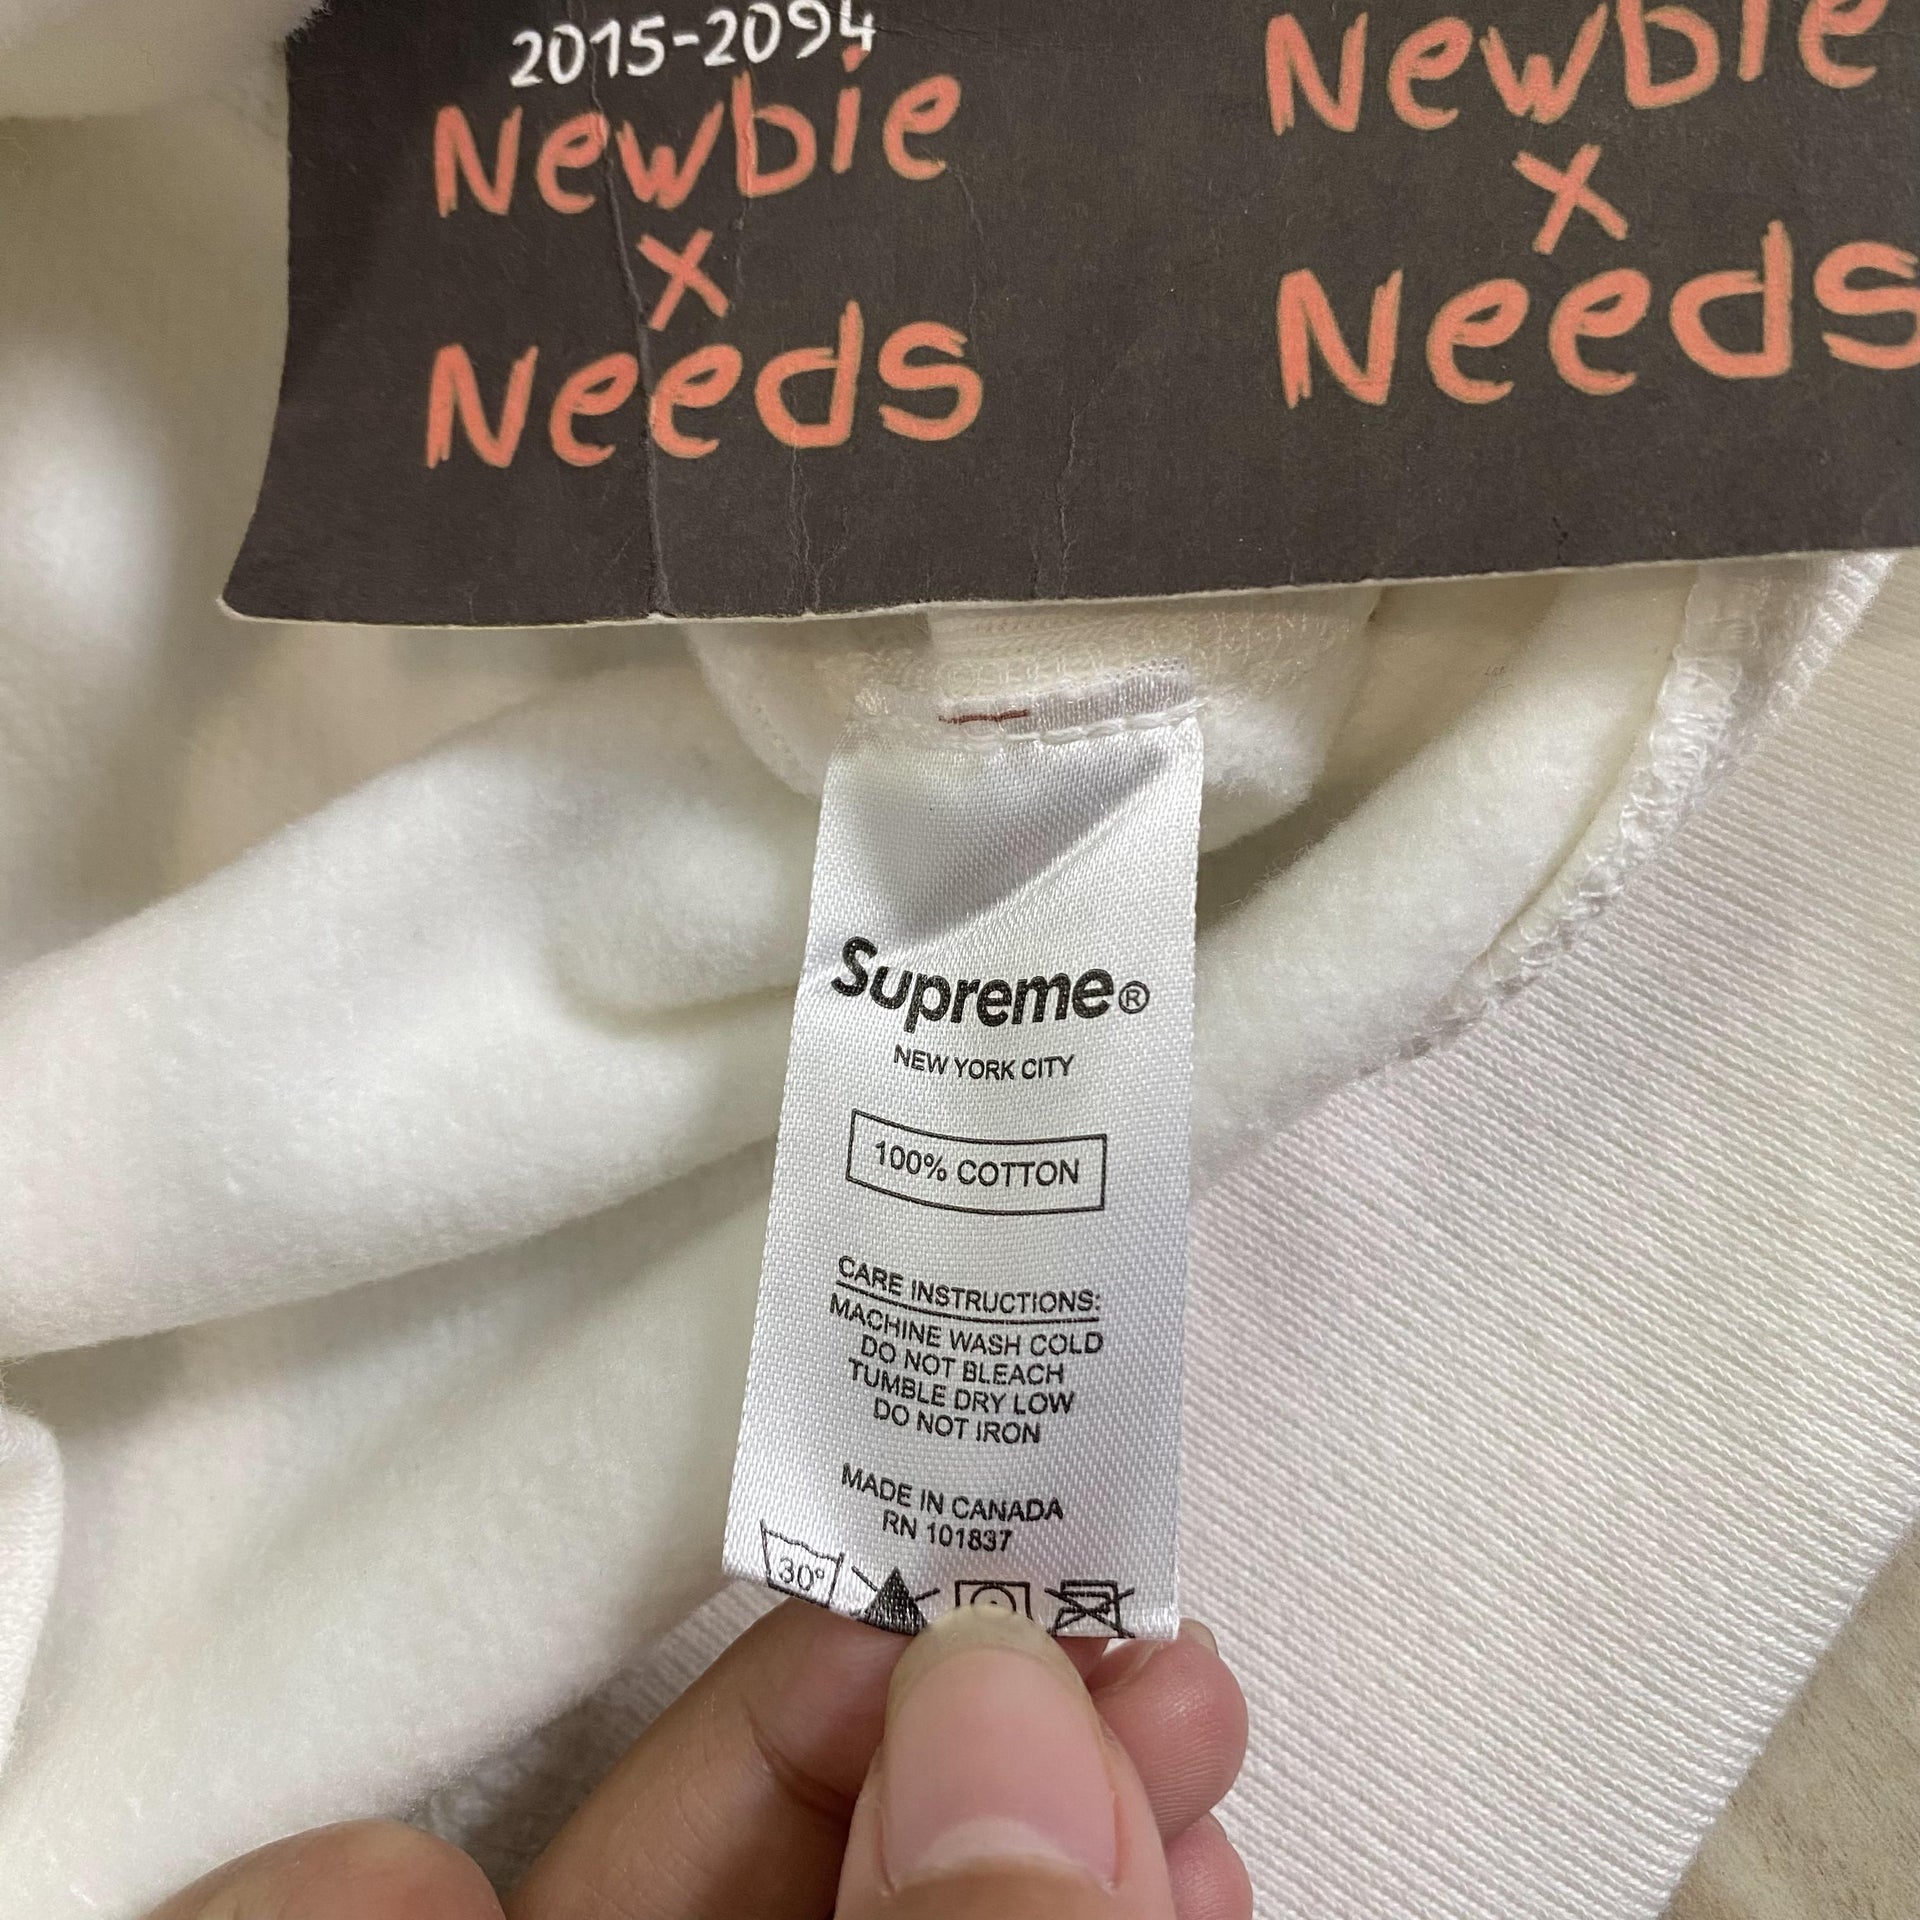 2015-2094
Newbie
x
Needs
Newbie
x
Needs
Supreme®
NEW YORK CITY
100% COTTON
CARE INSTRUCTIONS:
MACHINE WASH COLD
DO NOT BLEACH
TUMBLE DRY LOW
DO NOT IRON
MADE IN CANADA
RN 101837
30°